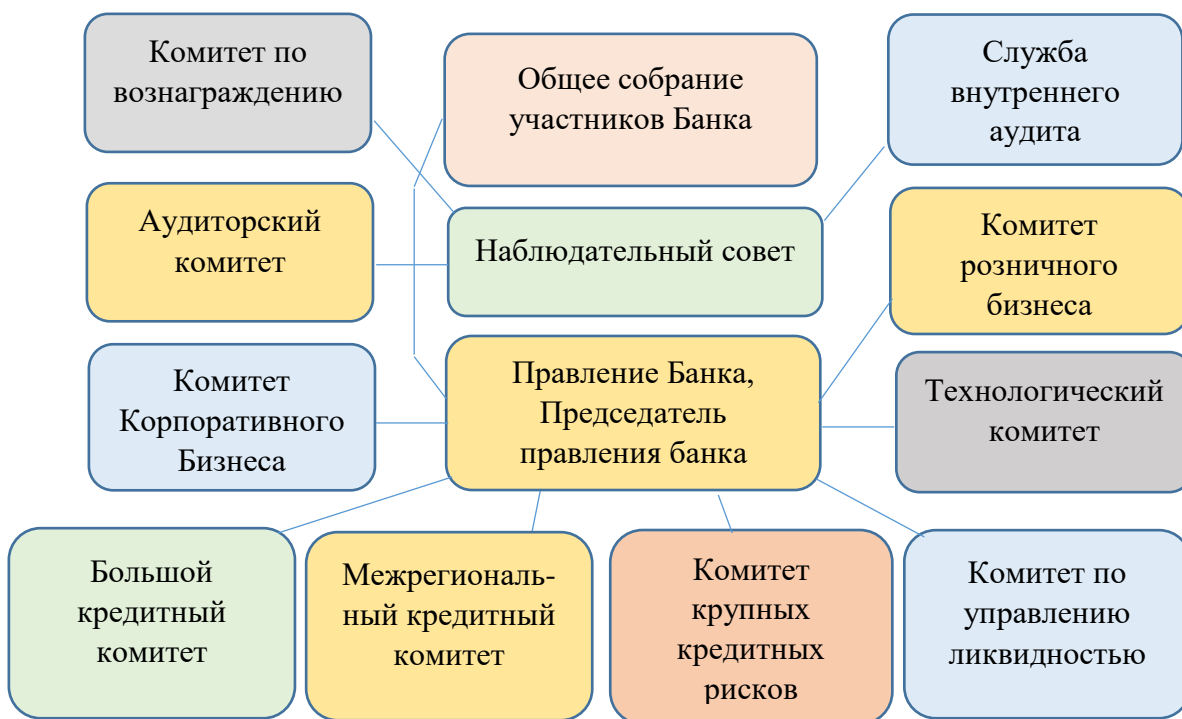 Комитет по
вознаграждению
Общее собрание
участников Банка
Служба
внутреннего
аудита
Аудиторский
комитет
Наблюдательный совет
Комитет
розничного
бизнеса
Комитет
Корпоративного
Бизнеса
Правление Банка,
Председатель
правления банка
Технологический
комитет
Большой
кредитный
комитет
Межрегиональ-
ный кредитный
комитет
Комитет
крупных
кредитных
рисков
Комитет по
управлению
ликвидностью